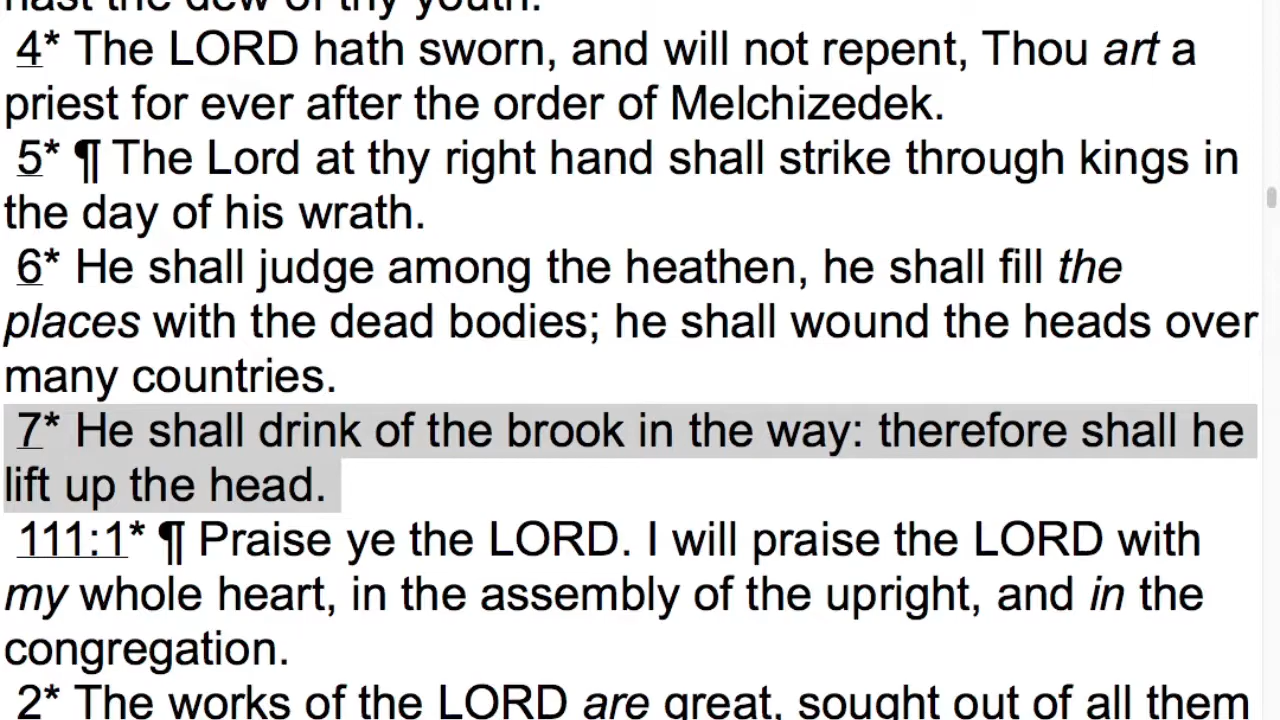 hast the dew of thy youth.
4* The LORD hath sworn, and will not repent, Thou art a
priest for ever after the order of Melchizedek.
5* ¶ The Lord at thy right hand shall strike through kings in
the day of his wrath.
6* He shall judge among the heathen, he shall fill the
places with the dead bodies; he shall wound the heads over
many countries.
7* He shall drink of the brook in the way: therefore shall he
lift up the head.
111:1* ¶ Praise ye the LORD. I will praise the LORD with
my whole heart, in the assembly of the upright, and in the
congregation.
2* The works of the LORD are great, sought out of all them